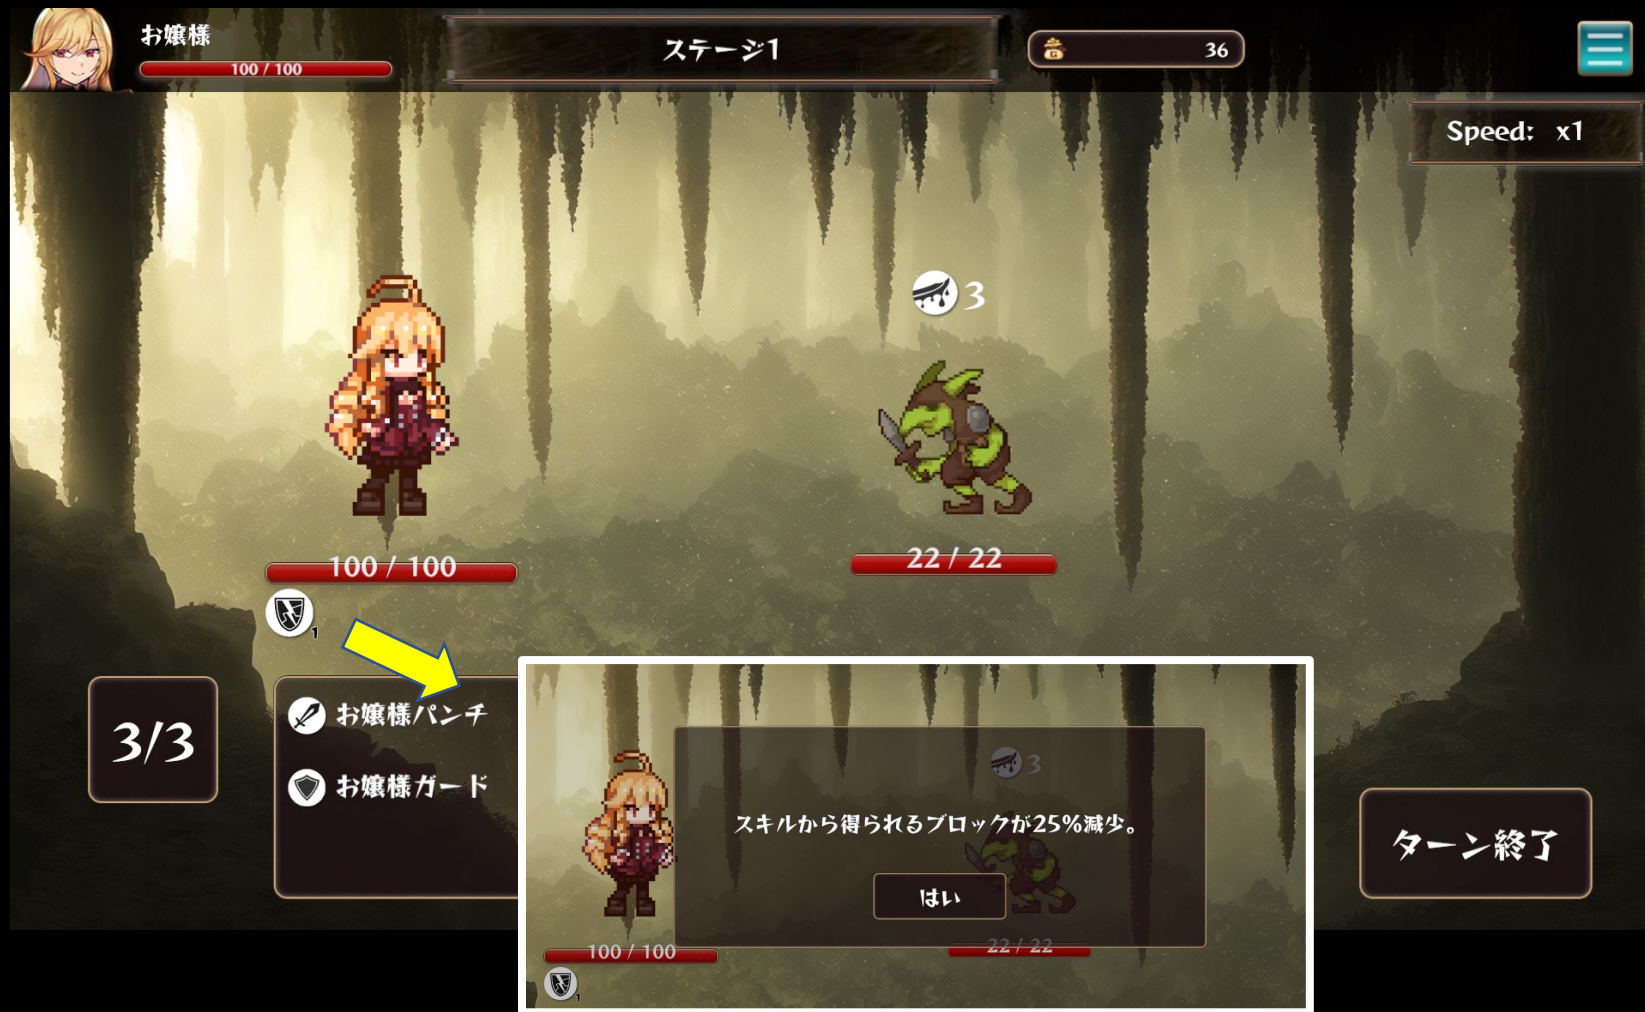 お嬢様
100 / 100
ステージ1
36
Speed: x1
3
100 / 100
22 / 22
1
3/3
お嬢様パンチ
お嬢様ガード
ターン終了
3
スキルから得られるブロックが25%減少。
はい
100 / 100
22 / 22
1